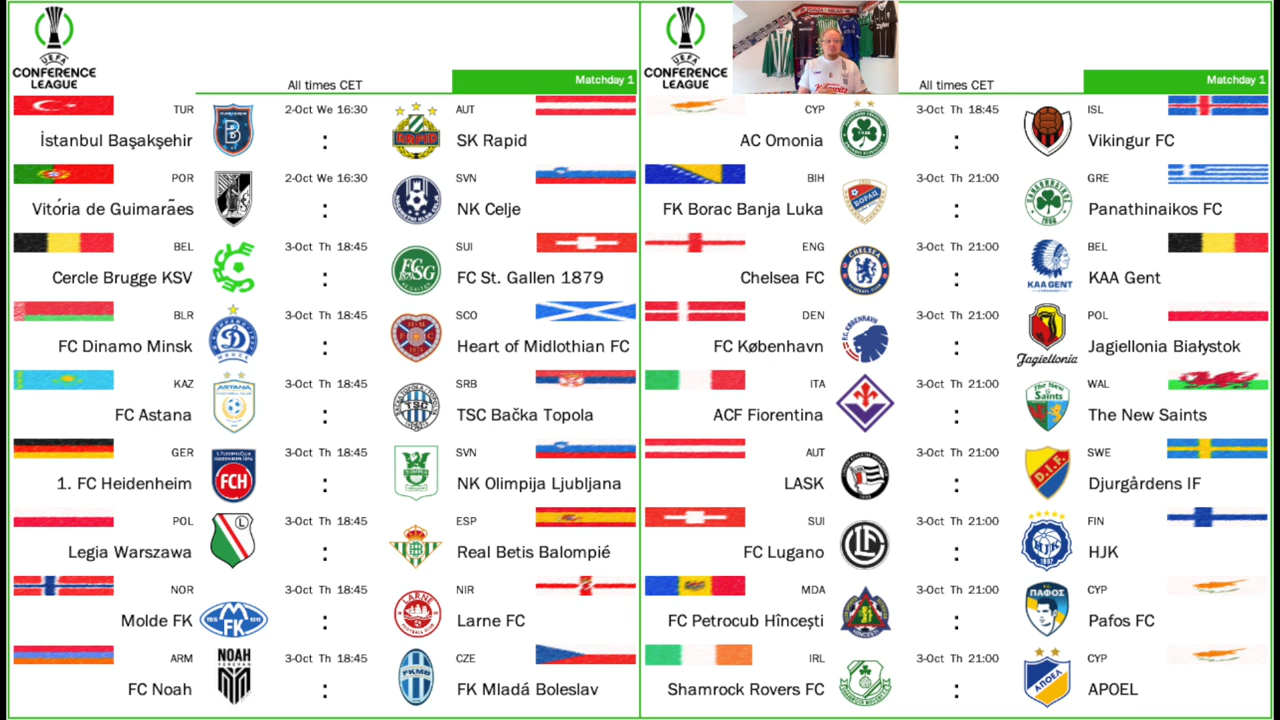 UEFA
CONFERENCE
LEAGUE
All times CET
Matchday 1
TUR 2-Oct We 16:30 AUT
İstanbul Başakşehir : SK Rapid
POR 2-Oct We 16:30 SVN
Vitória de Guimarães : NK Celje
BEL 3-Oct Th 18:45 SUI
Cercle Brugge KSV : FC St. Gallen 1879
BLR 3-Oct Th 18:45 SCO
FC Dinamo Minsk : Heart of Midlothian FC
KAZ 3-Oct Th 18:45 SRB
FC Astana : TSC Bačka Topola
GER 3-Oct Th 18:45 SVN
1. FC Heidenheim : NK Olimpija Ljubljana
POL 3-Oct Th 18:45 ESP
Legia Warszawa : Real Betis Balompié
NOR 3-Oct Th 18:45 NIR
Molde FK : Larne FC
ARM 3-Oct Th 18:45 CZE
FC Noah : FK Mladá Boleslav
UEFA
CONFERENCE
LEAGUE
All times CET
Matchday 1
CYP 3-Oct Th 18:45 ISL
AC Omonia : Vikingur FC
BIH 3-Oct Th 21:00 GRE
FK Borac Banja Luka : Panathinaikos FC
ENG 3-Oct Th 21:00 BEL
Chelsea FC : KAA Gent
DEN 3-Oct Th 21:00 POL
FC København : Jagiellonia Białystok
ITA 3-Oct Th 21:00 WAL
ACF Fiorentina : The New Saints
AUT 3-Oct Th 21:00 SWE
LASK : Djurgårdens IF
SUI 3-Oct Th 21:00 FIN
FC Lugano : HJK
MDA 3-Oct Th 21:00 CYP
FC Petrocub Hîncești : Pafos FC
IRL 3-Oct Th 21:00 CYP
Shamrock Rovers FC : APOEL